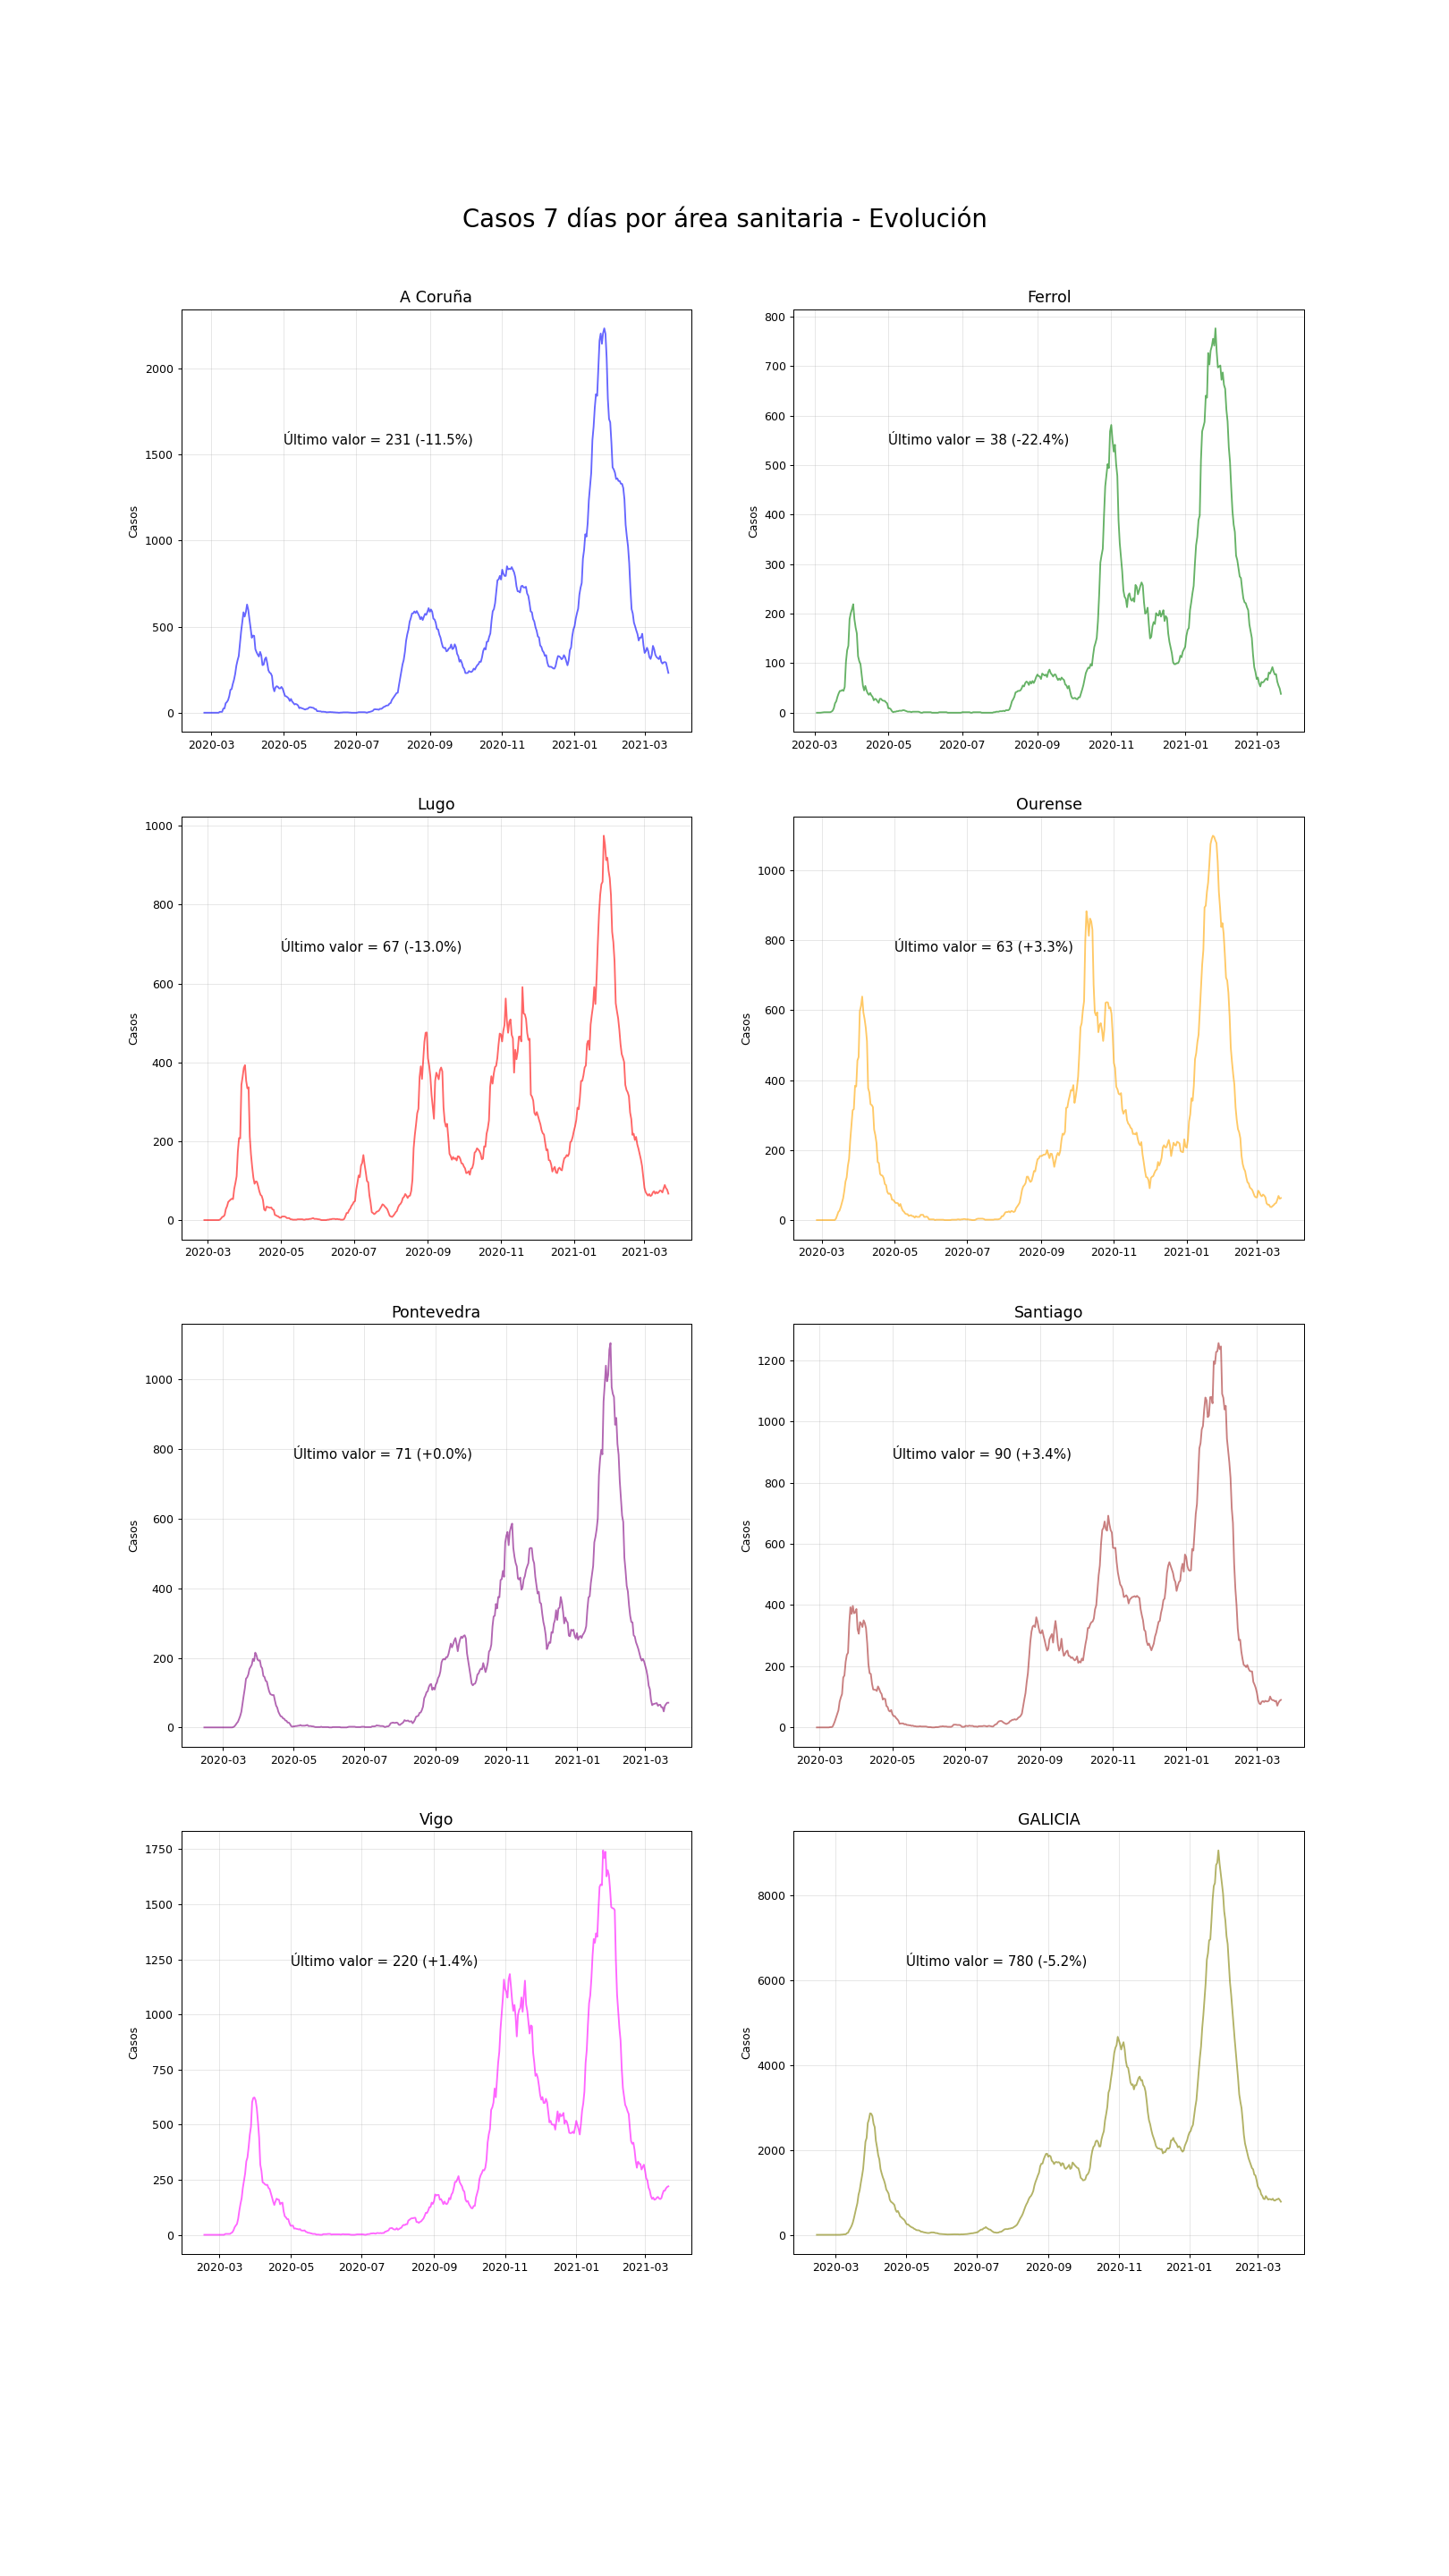 Casos 7 días por área sanitaria - Evolución
A Coruña
Casos
2000
1500
1000
500
0
Último valor = 231 (-11.5%)
2020-03 2020-05 2020-07 2020-09 2020-11 2021-01 2021-03
Ferrol
Casos
800
700
600
500
400
300
200
100
0
Último valor = 38 (-22.4%)
2020-03 2020-05 2020-07 2020-09 2020-11 2021-01 2021-03
Lugo
Casos
1000
800
600
400
200
0
Último valor = 67 (-13.0%)
2020-03 2020-05 2020-07 2020-09 2020-11 2021-01 2021-03
Ourense
Casos
1000
800
600
400
200
0
Último valor = 63 (+3.3%)
2020-03 2020-05 2020-07 2020-09 2020-11 2021-01 2021-03
Pontevedra
Casos
1000
800
600
400
200
0
Último valor = 71 (+0.0%)
2020-03 2020-05 2020-07 2020-09 2020-11 2021-01 2021-03
Santiago
Casos
1200
1000
800
600
400
200
0
Último valor = 90 (+3.4%)
2020-03 2020-05 2020-07 2020-09 2020-11 2021-01 2021-03
Vigo
Casos
1750
1500
1250
1000
750
500
250
0
Último valor = 220 (+1.4%)
2020-03 2020-05 2020-07 2020-09 2020-11 2021-01 2021-03
GALICIA
Casos
8000
6000
4000
2000
0
Último valor = 780 (-5.2%)
2020-03 2020-05 2020-07 2020-09 2020-11 2021-01 2021-03